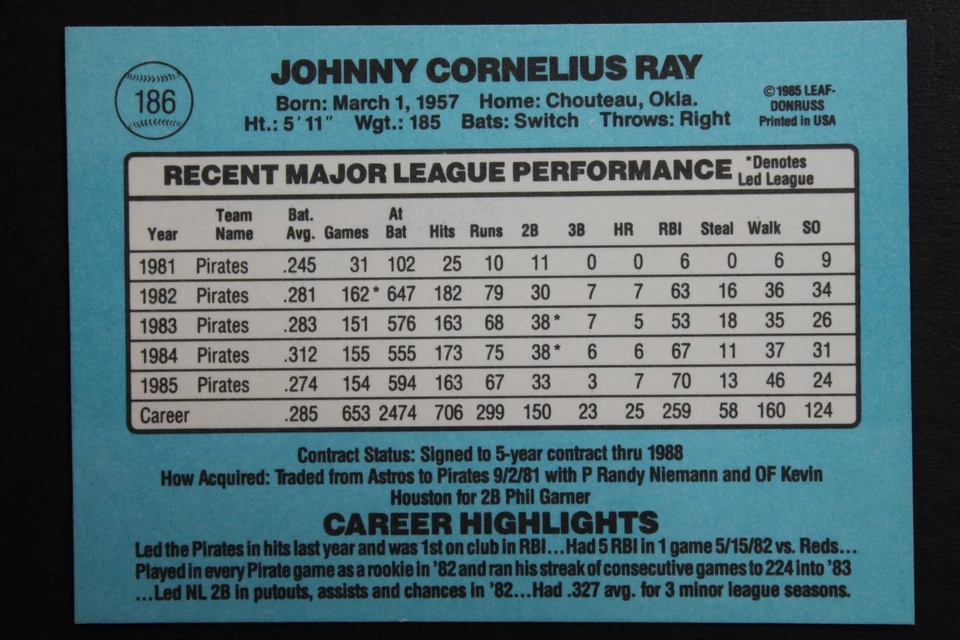 186
JOHNNY CORNELIUS RAY
Born: March 1, 1957 Home: Chouteau, Okla.
Ht.: 5'11" Wgt.: 185 Bats: Switch Throws: Right
©1985 LEAF-
DONRUSS
Printed in USA
RECENT MAJOR LEAGUE PERFORMANCE *Denotes
Led League
Year Team Name Bat. Avg. Games At Bat Hits Runs 2B 3B HR RBI Steal Walk SO
1981 Pirates .245 31 102 25 10 11 0 0 6 0 6 9
1982 Pirates .281 162* 647 182 79 30 7 7 63 16 36 34
1983 Pirates .283 151 576 163 68 38* 7 5 53 18 35 26
1984 Pirates .312 155 555 173 75 38* 6 6 67 11 37 31
1985 Pirates .274 154 594 163 67 33 3 7 70 13 46 24
Career .285 653 2474 706 299 150 23 25 259 58 160 124
Contract Status: Signed to 5-year contract thru 1988
How Acquired: Traded from Astros to Pirates 9/2/81 with P Randy Niemann and OF Kevin
Houston for 2B Phil Garner
CAREER HIGHLIGHTS
Led the Pirates in hits last year and was 1st on club in RBI...Had 5 RBI in 1 game 5/15/82 vs. Reds...
Played in every Pirate game as a rookie in '82 and ran his streak of consecutive games to 224 into '83
...Led NL 2B in putouts, assists and chances in '82...Had .327 avg. for 3 minor league seasons.